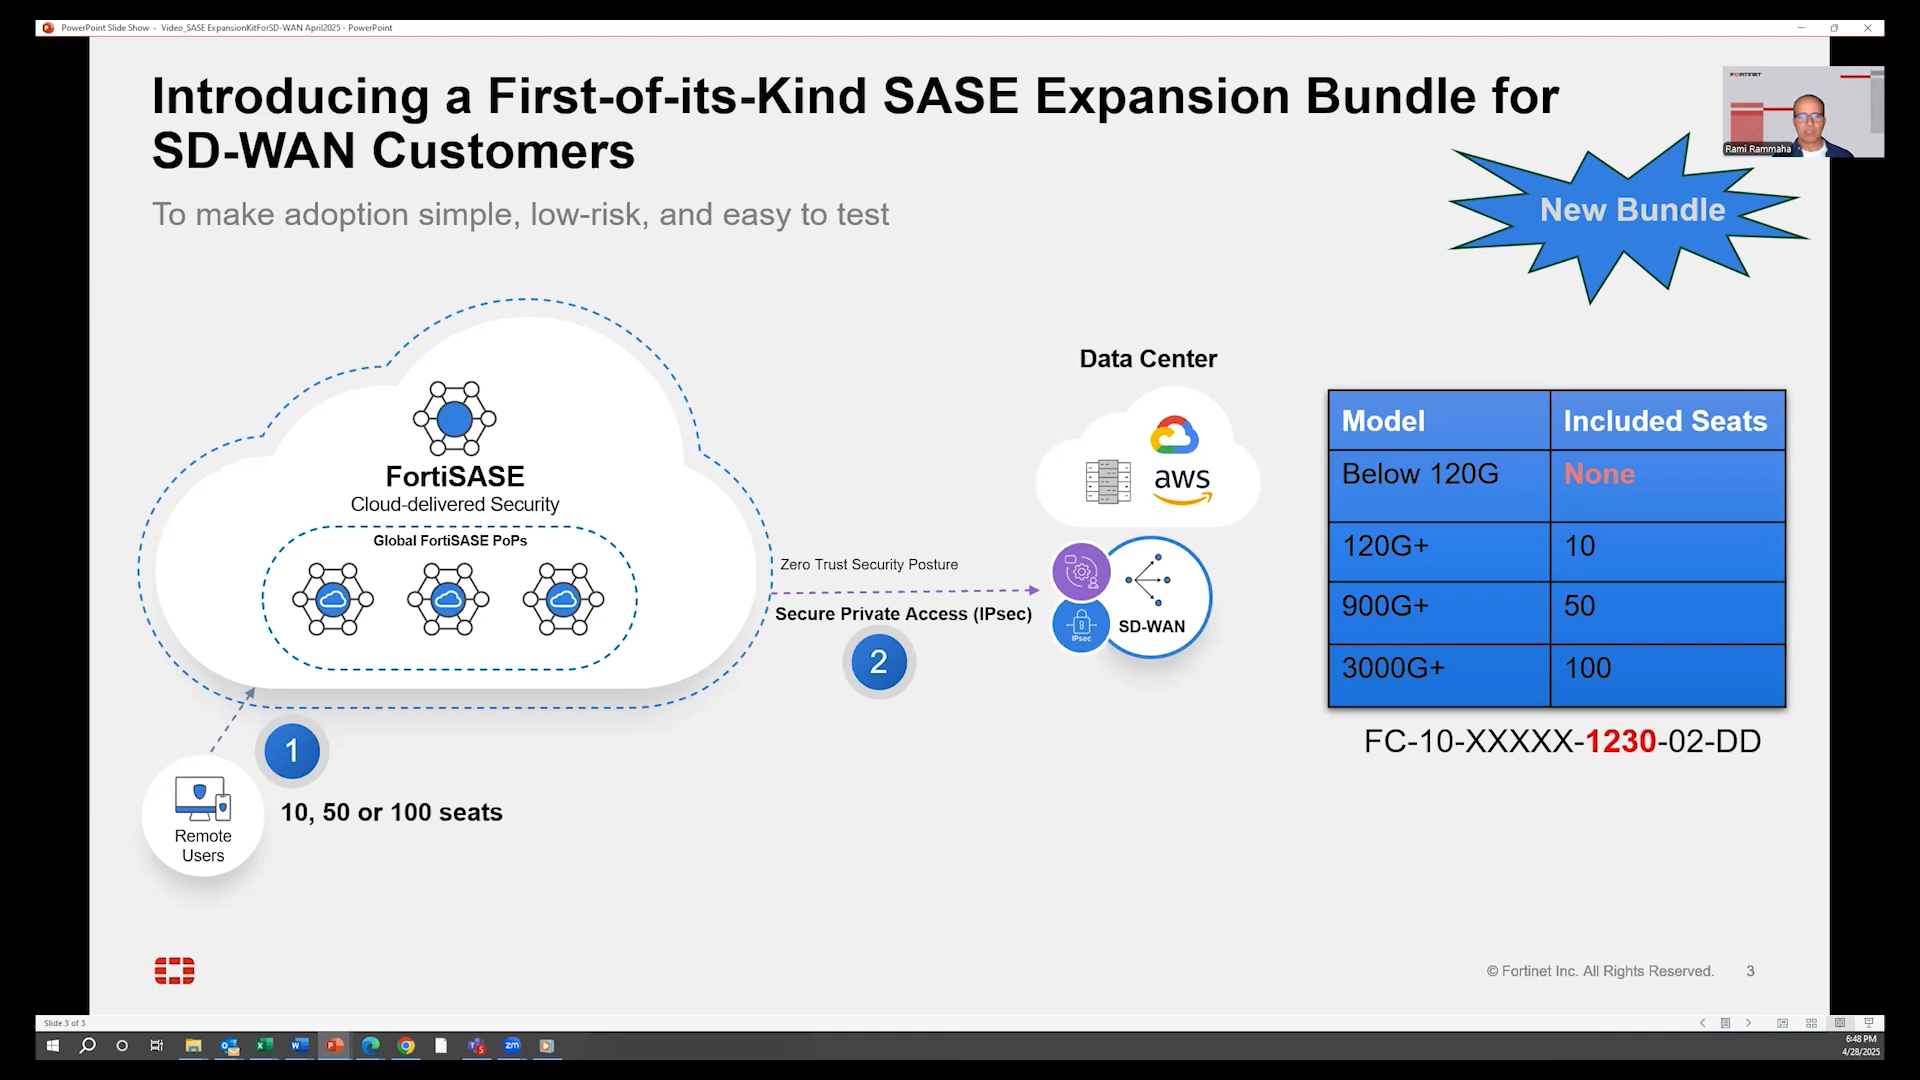 PowerPoint Slide Show - Video_SASE ExpansionKitForSD-WAN April2025 - PowerPoint
Introducing a First-of-its-Kind SASE Expansion Bundle for
SD-WAN Customers
To make adoption simple, low-risk, and easy to test
FORTINET
Rami Rammaha
New Bundle
FortiSASE
Cloud-delivered Security
Global FortiSASE PoPs
Zero Trust Security Posture
Secure Private Access (IPsec)
2
Data Center
aws
IPsec
SD-WAN
Model Included Seats
Below 120G None
120G+ 10
900G+ 50
3000G+ 100
FC-10-XXXXX-1230-02-DD
1
10, 50 or 100 seats
Remote
Users
© Fortinet Inc. All Rights Reserved. 3
Slide 3 of 3
zm
6:48 PM
4/28/2025